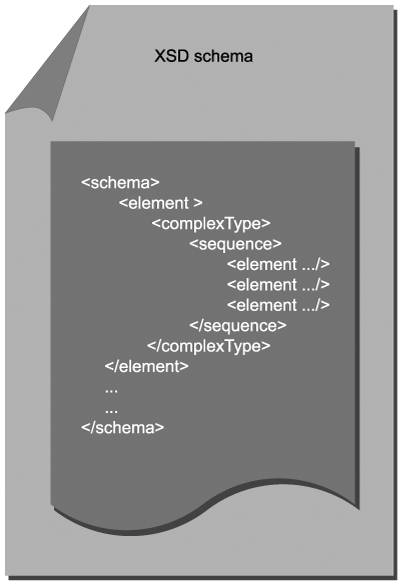 XSD schema
<schema>
<element >
<complexType>
<sequence>
<element .../>
<element .../>
<element .../>
</sequence>
</complexType>
</element>
...
...
</schema>